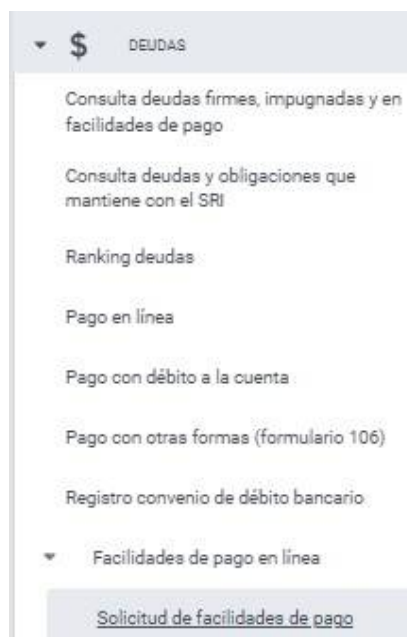 $ DEUDAS
Consulta deudas firmes, impugnadas y en
facilidades de pago
Consulta deudas y obligaciones que
mantiene con el SRI
Ranking deudas
Pago en línea
Pago con débito a la cuenta
Pago con otras formas (formulario 106)
Registro convenio de débito bancario
Facilidades de pago en línea
Solicitud de facilidades de pago